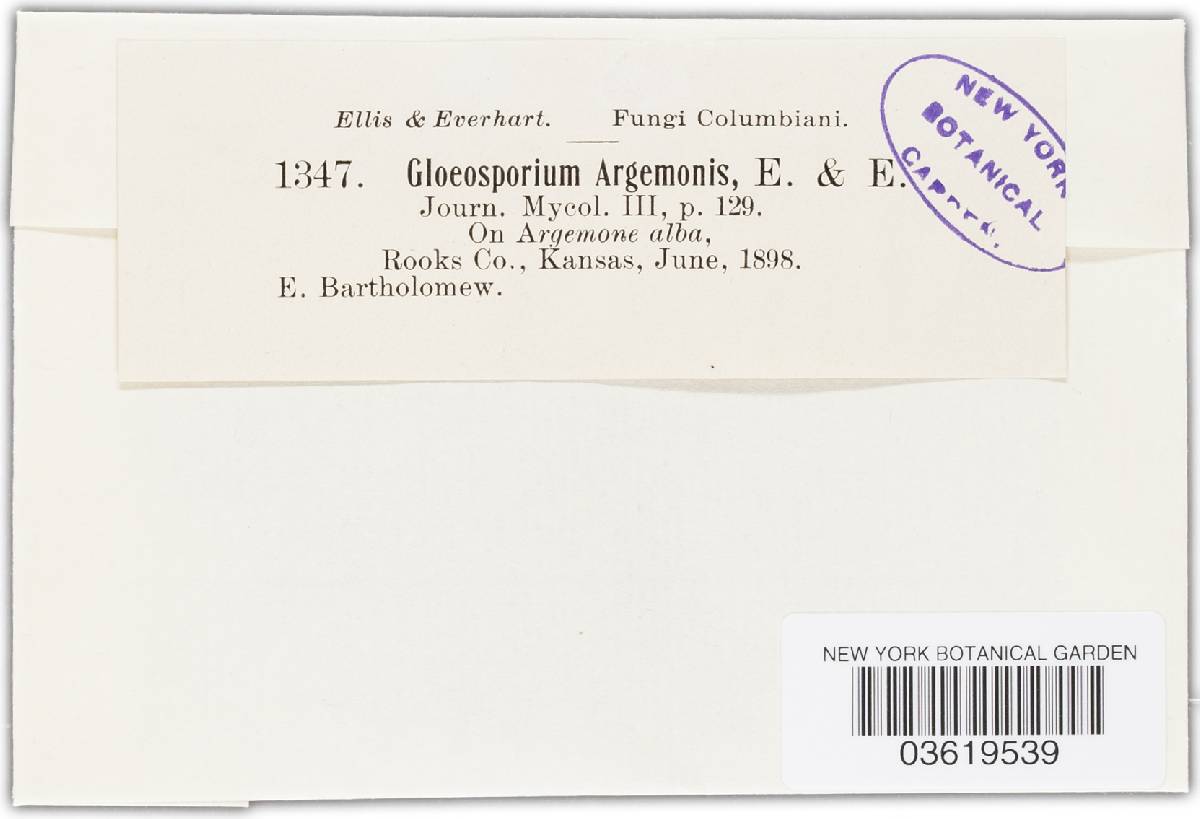 Ellis & Everhart. Fungi Columbiani.
1347. Gloeosporium Argemonis, E. & E.
Journ. Mycol. III, p. 129.
On Argemone alba,
Rooks Co., Kansas, June, 1898.
E. Bartholomew.
NEW YORK
BOTANICAL
NEW YORK BOTANICAL GARDEN
03619539